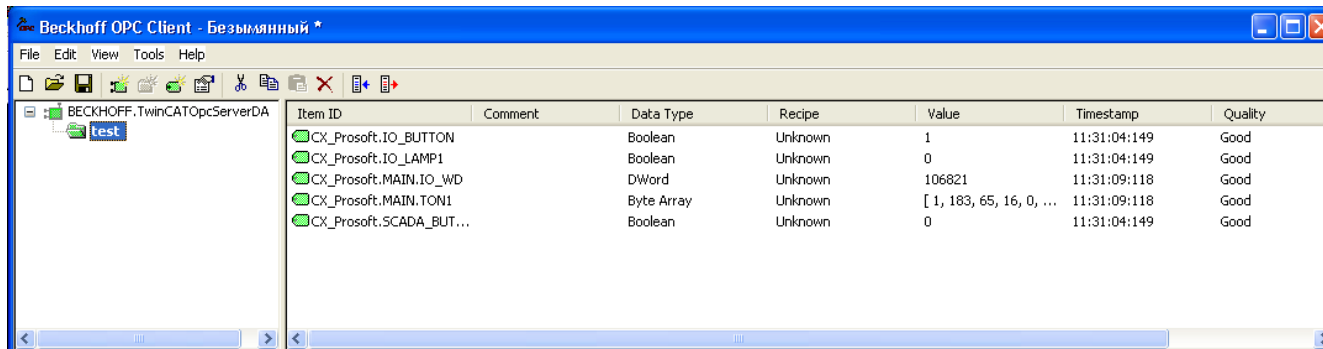 Beckhoff OPC Client - Безымянный *
File Edit View Tools Help
BECKHOFF.TwinCATOpcServerDA
test
Item ID Comment Data Type Recipe Value Timestamp Quality
CX_Prosoft.IO_BUTTON Boolean Unknown 1 11:31:04:149 Good
CX_Prosoft.IO_LAMP1 Boolean Unknown 0 11:31:04:149 Good
CX_Prosoft.MAIN.IO_WD DWord Unknown 106821 11:31:09:118 Good
CX_Prosoft.MAIN.TON1 Byte Array Unknown [ 1, 183, 65, 16, 0, ... 11:31:09:118 Good
CX_Prosoft.SCADA_BUT... Boolean Unknown 0 11:31:04:149 Good